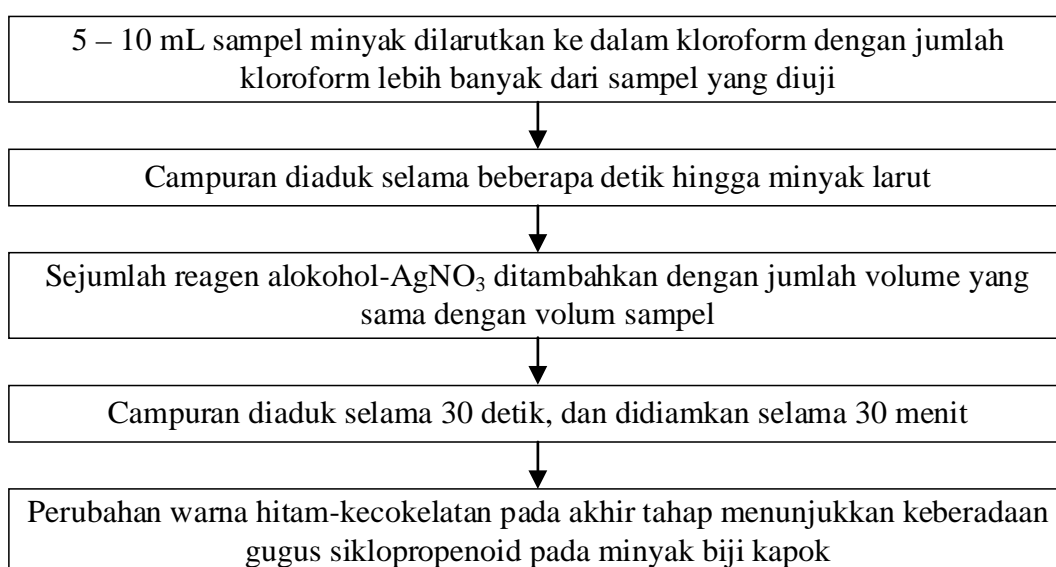 5 – 10 mL sampel minyak dilarutkan ke dalam kloroform dengan jumlah
kloroform lebih banyak dari sampel yang diuji
Campuran diaduk selama beberapa detik hingga minyak larut
Sejumlah reagen alokohol-AgNO₃ ditambahkan dengan jumlah volume yang
sama dengan volum sampel
Campuran diaduk selama 30 detik, dan didiamkan selama 30 menit
Perubahan warna hitam-kecokelatan pada akhir tahap menunjukkan keberadaan
gugus siklopropenoid pada minyak biji kapok